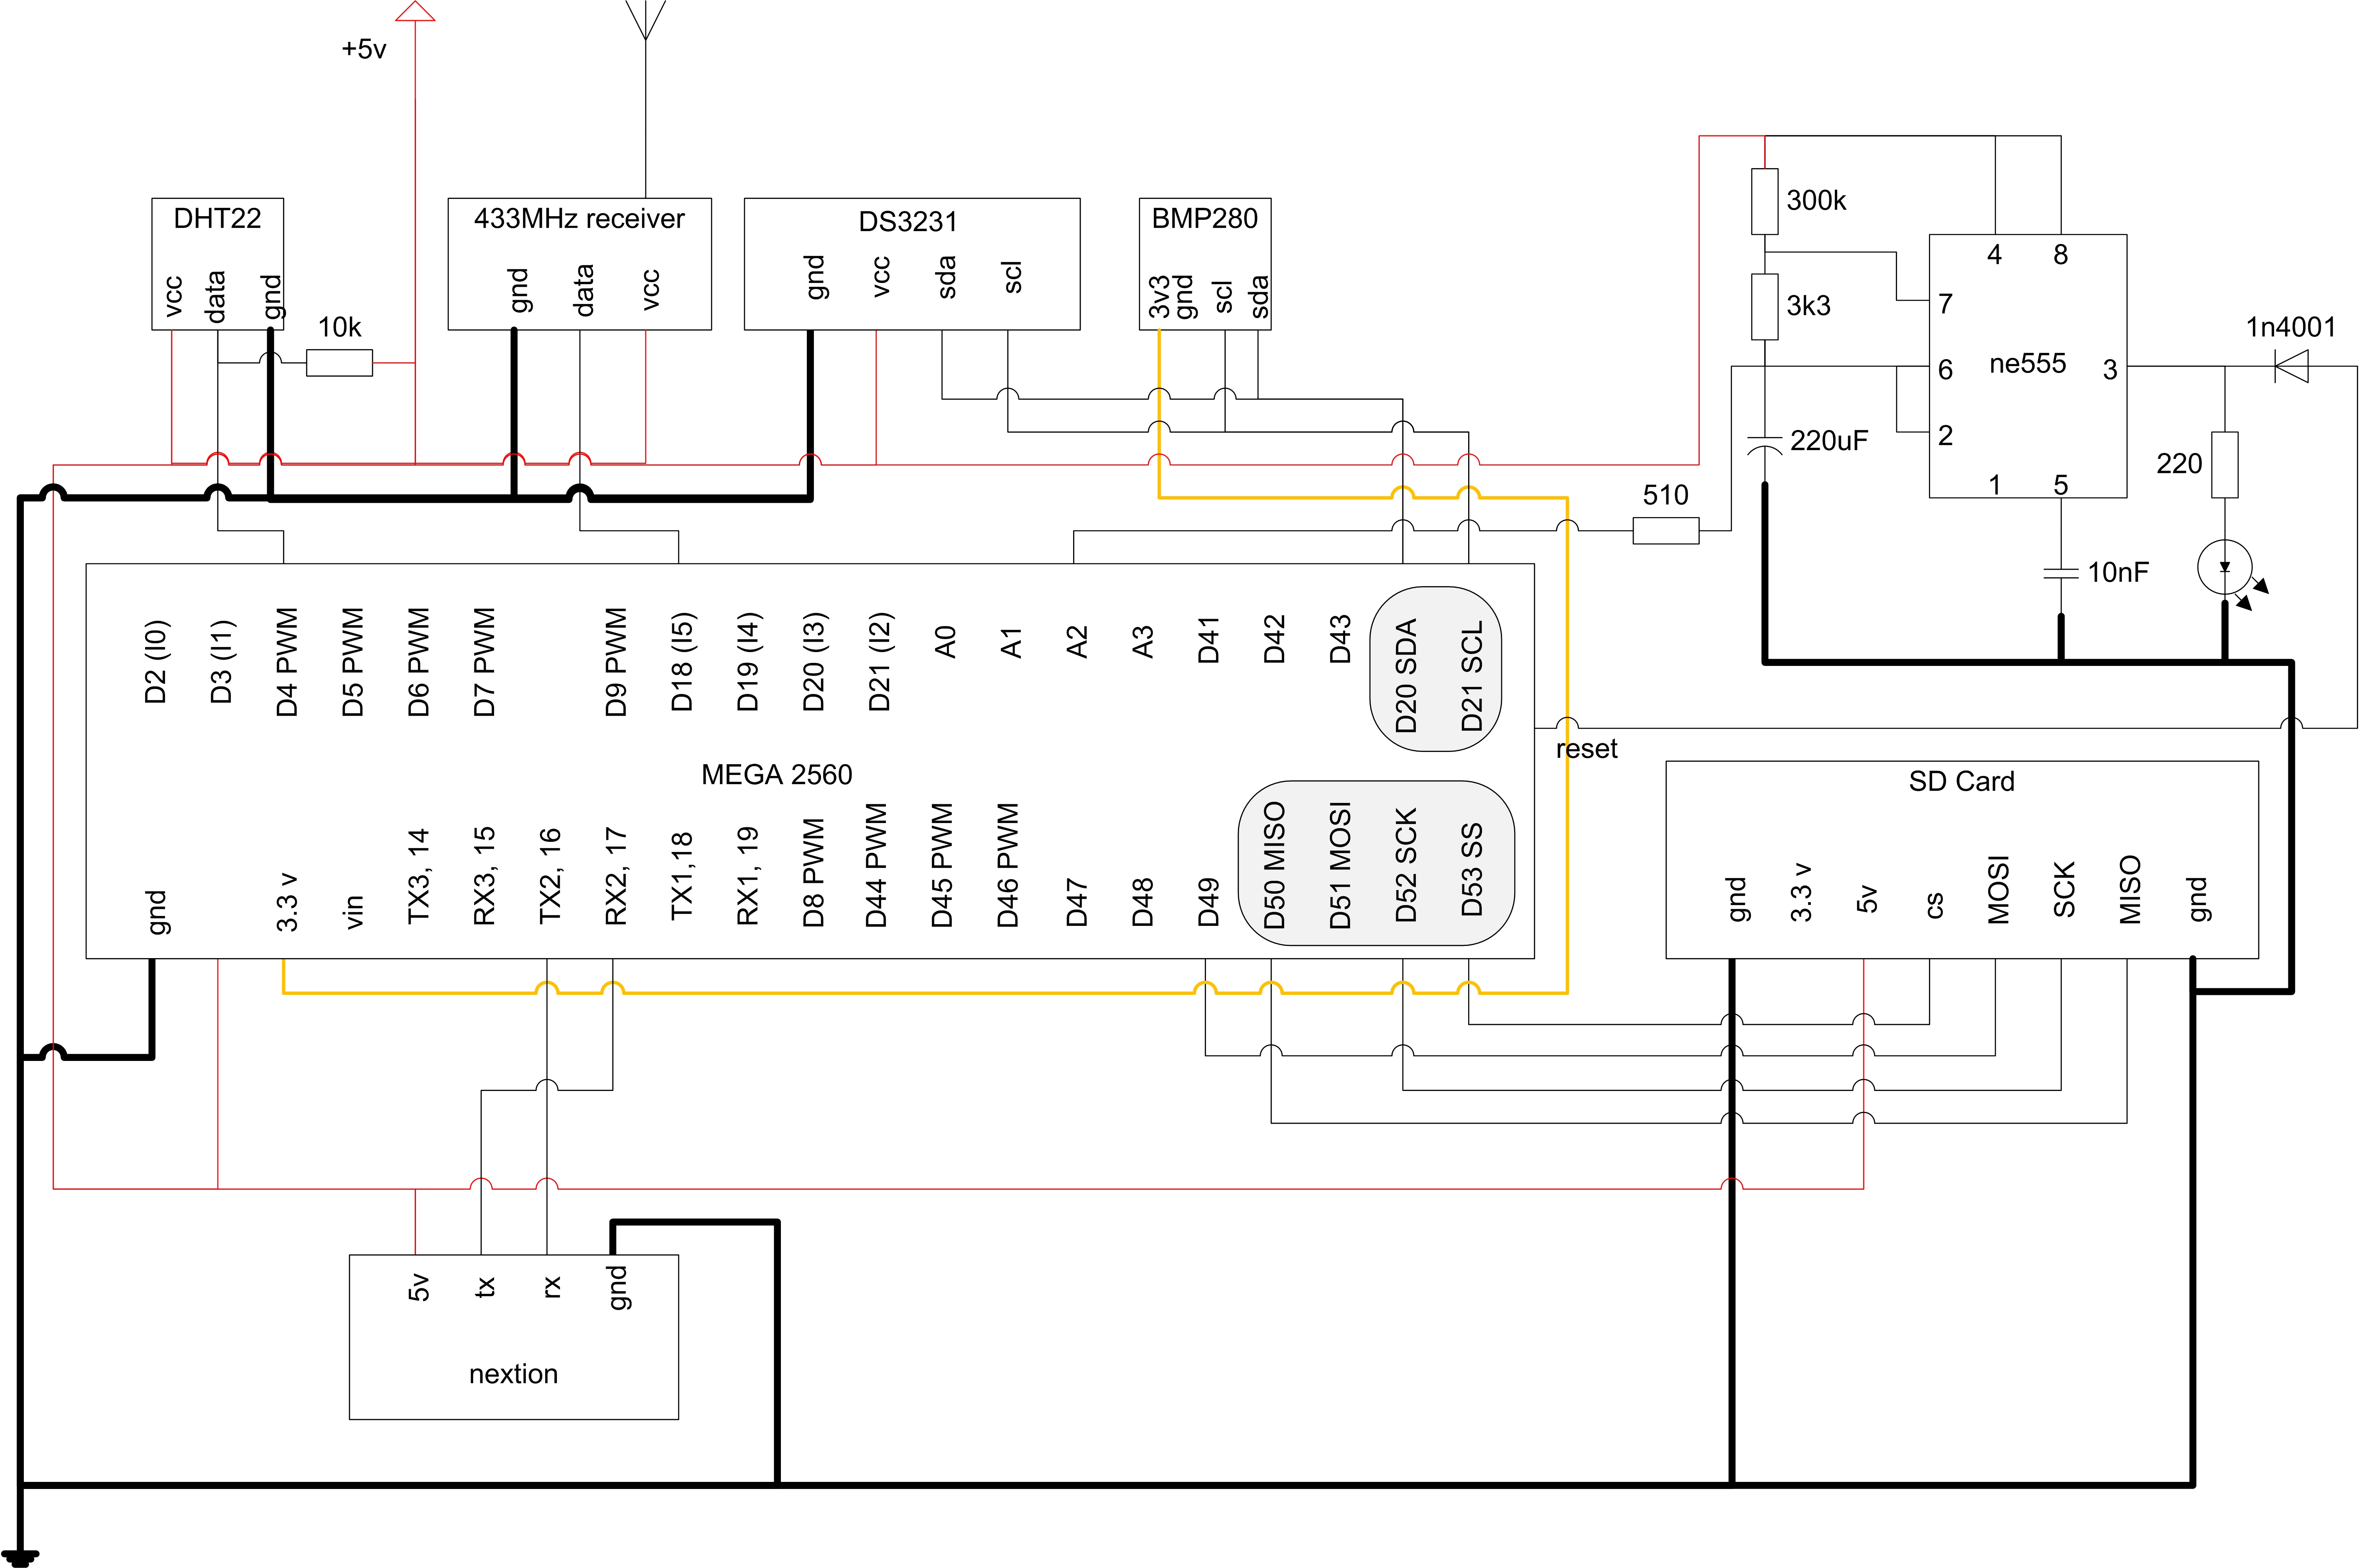 +5v
DHT22
vcc
data
gnd
10k
433MHz receiver
gnd
data
vcc
DS3231
gnd
vcc
sda
scl
BMP280
3v3
gnd
scl
sda
300k
3k3
220uF
510
4
8
7
6
2
ne555
3
1
5
10nF
220
1n4001
D2 (I0)
D3 (I1)
D4 PWM
D5 PWM
D6 PWM
D7 PWM
D9 PWM
D18 (I5)
D19 (I4)
D20 (I3)
D21 (I2)
A0
A1
A2
A3
D41
D42
D43
D20 SDA
D21 SCL
reset
MEGA 2560
gnd
3.3 v
vin
TX3, 14
RX3, 15
TX2, 16
RX2, 17
TX1,18
RX1, 19
D8 PWM
D44 PWM
D45 PWM
D46 PWM
D47
D48
D49
D50 MISO
D51 MOSI
D52 SCK
D53 SS
SD Card
gnd
3.3 v
5v
cs
MOSI
SCK
MISO
gnd
5v
tx
rx
gnd
nextion